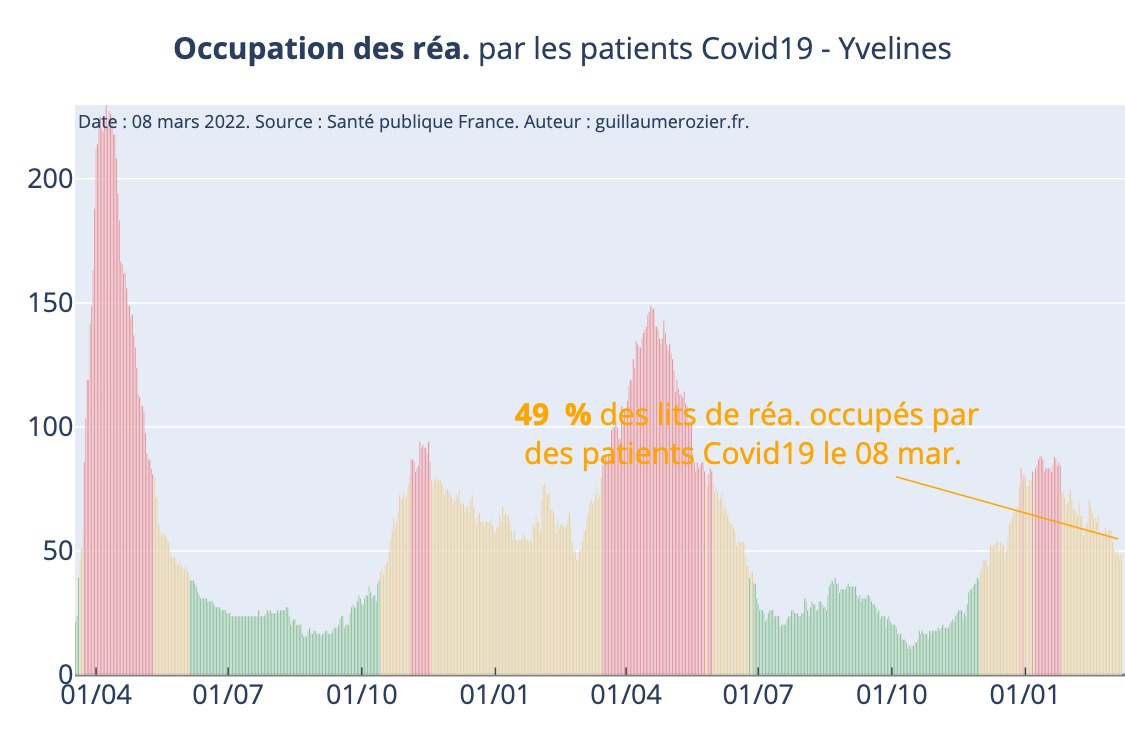 Occupation des réa. par les patients Covid19 - Yvelines
Date : 08 mars 2022. Source : Santé publique France. Auteur : guillaumerozier.fr.
200
150
100
50
0
49 % des lits de réa. occupés par
des patients Covid19 le 08 mar.
01/04 01/07 01/10 01/01 01/04 01/07 01/10 01/01